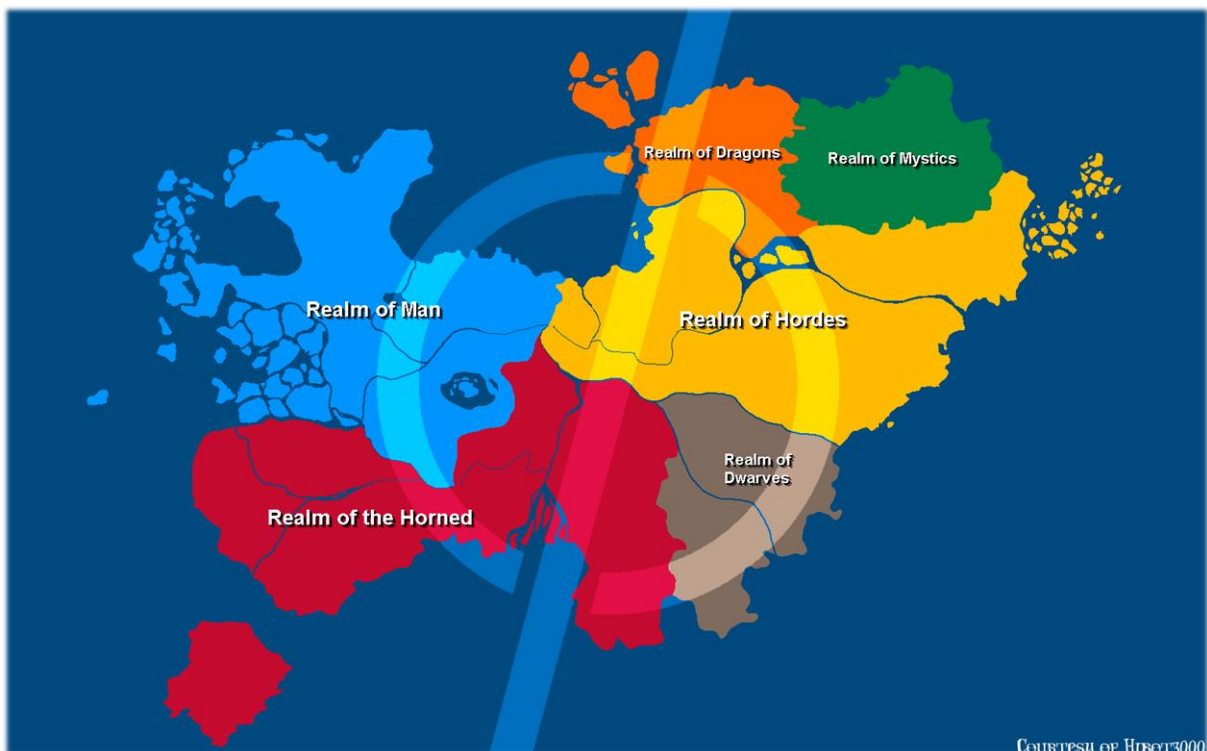 Realm of Dragons
Realm of Mystics
Realm of Man
Realm of Hordes
Realm of
Dwarves
Realm of the Horned
Courtesy of Hdbot3000